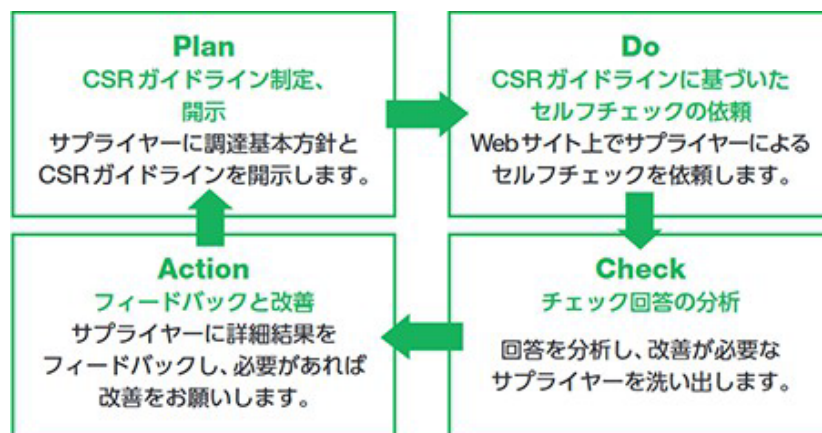 Plan
CSRガイドライン制定、
開示
サプライヤーに調達基本方針と
CSRガイドラインを開示します。
Do
CSRガイドラインに基づいた
セルフチェックの依頼
Webサイト上でサプライヤーによる
セルフチェックを依頼します。
Check
チェック回答の分析
回答を分析し、改善が必要な
サプライヤーを洗い出します。
Action
フィードバックと改善
サプライヤーに詳細結果を
フィードバックし、必要があれば
改善をお願いします。